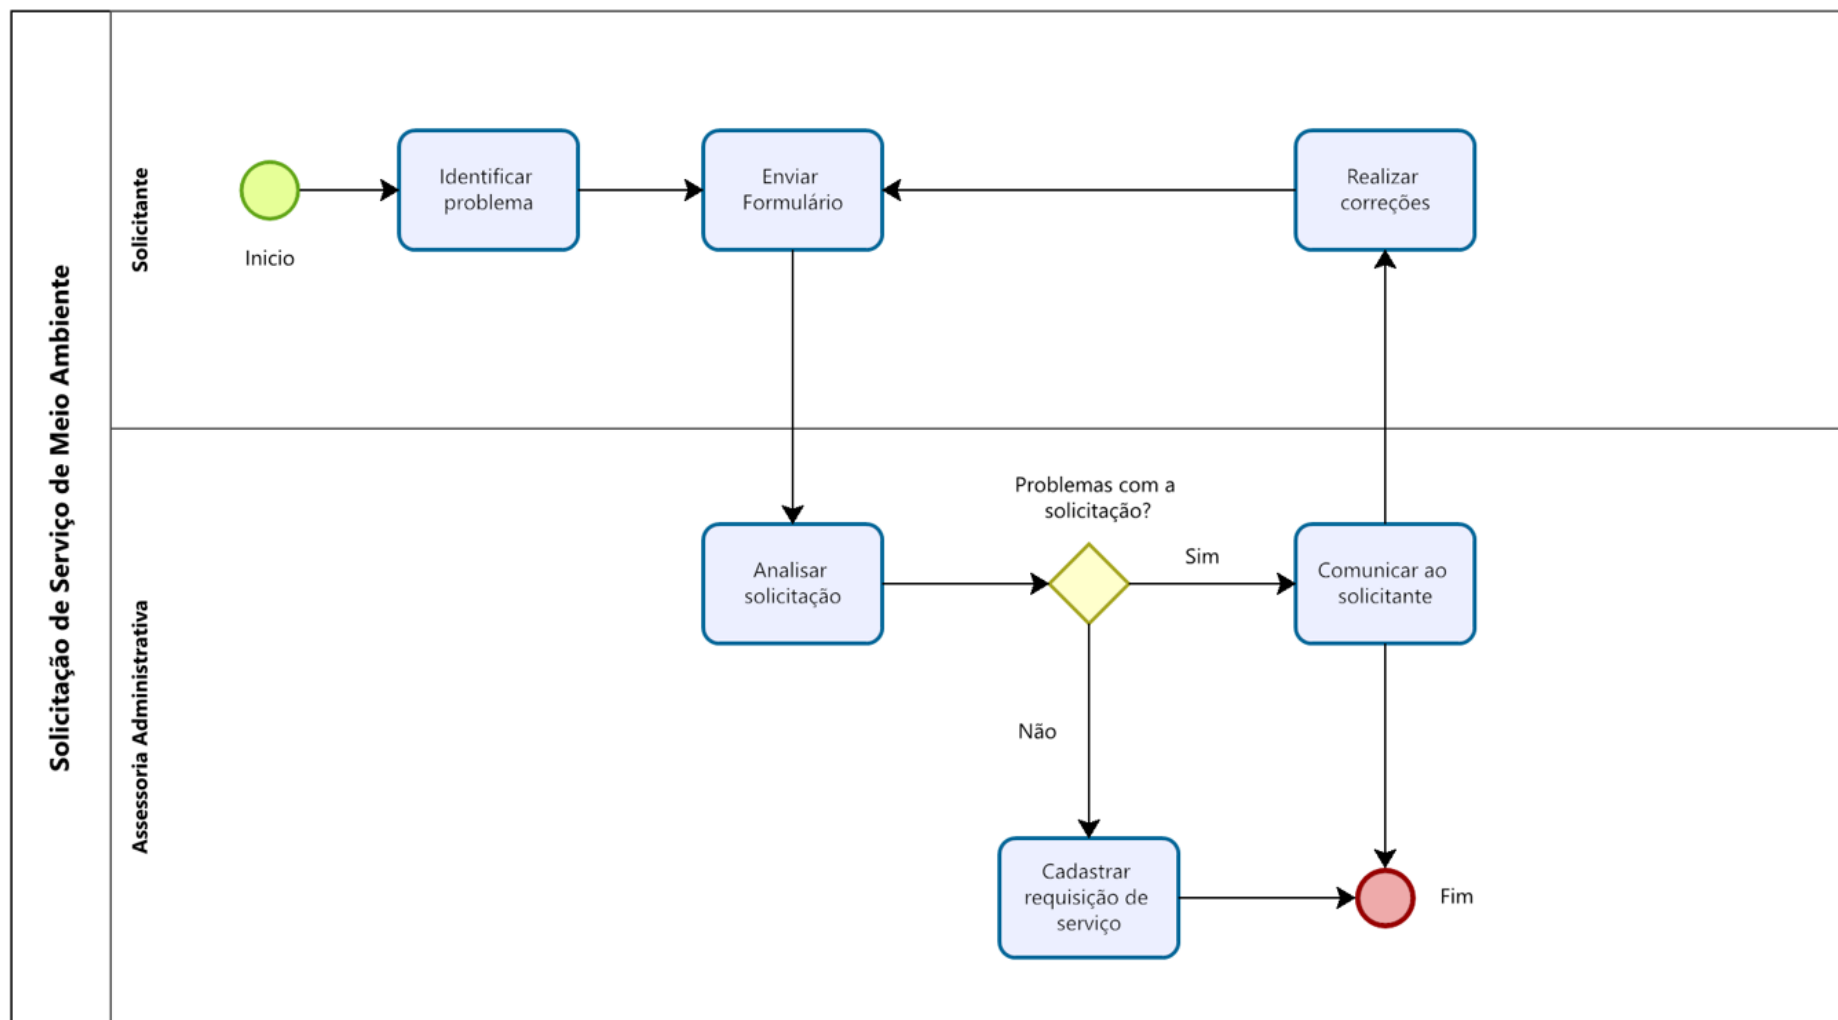 Solicitação de Serviço de Meio Ambiente
Solicitante
Inicio
Identificar
problema
Enviar
Formulário
Realizar
correções
Assessoria Administrativa
Analisar
solicitação
Problemas com a
solicitação?
Sim
Comunicar ao
solicitante
Não
Cadastrar
requisição de
serviço
Fim